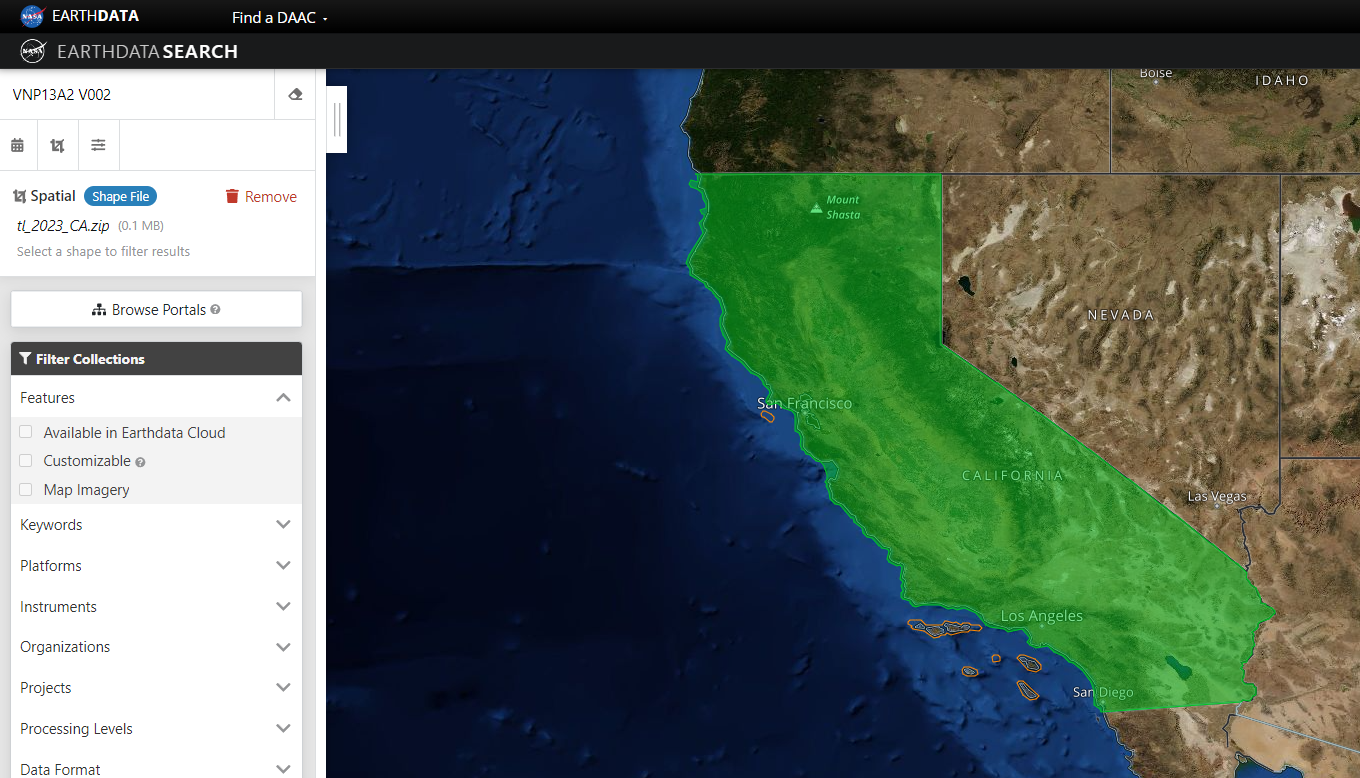 NASA EARTHDATA
Find a DAAC
NASA EARTHDATA SEARCH
VNP13A2 V002
Spatial Shape File Remove
tl_2023_CA.zip (0.1 MB)
Select a shape to filter results
Browse Portals ?
Filter Collections
Features
Available in Earthdata Cloud
Customizable ?
Map Imagery
Keywords
Platforms
Instruments
Organizations
Projects
Processing Levels
Data Format
Boise
IDAHO
Mount
Shasta
NEVADA
San Francisco
CALIFORNIA
Las Vegas
Los Angeles
San Diego